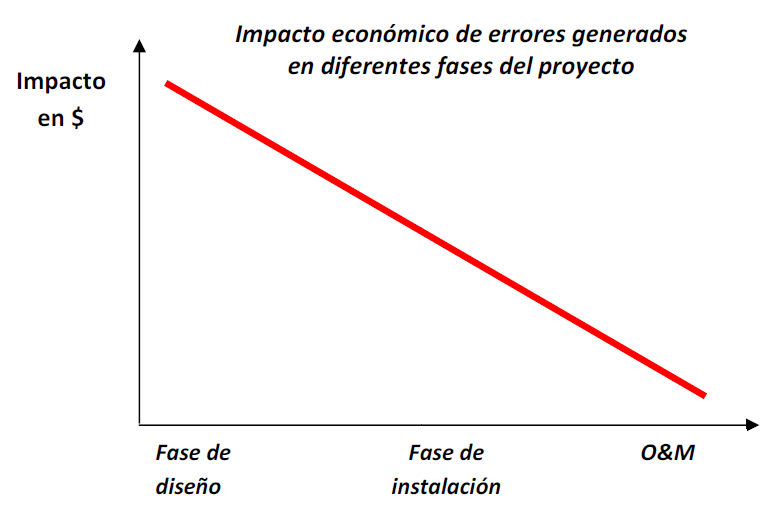 Impacto económico de errores generados
en diferentes fases del proyecto
Impacto
en $
Fase de
diseño
Fase de
instalación
O&M